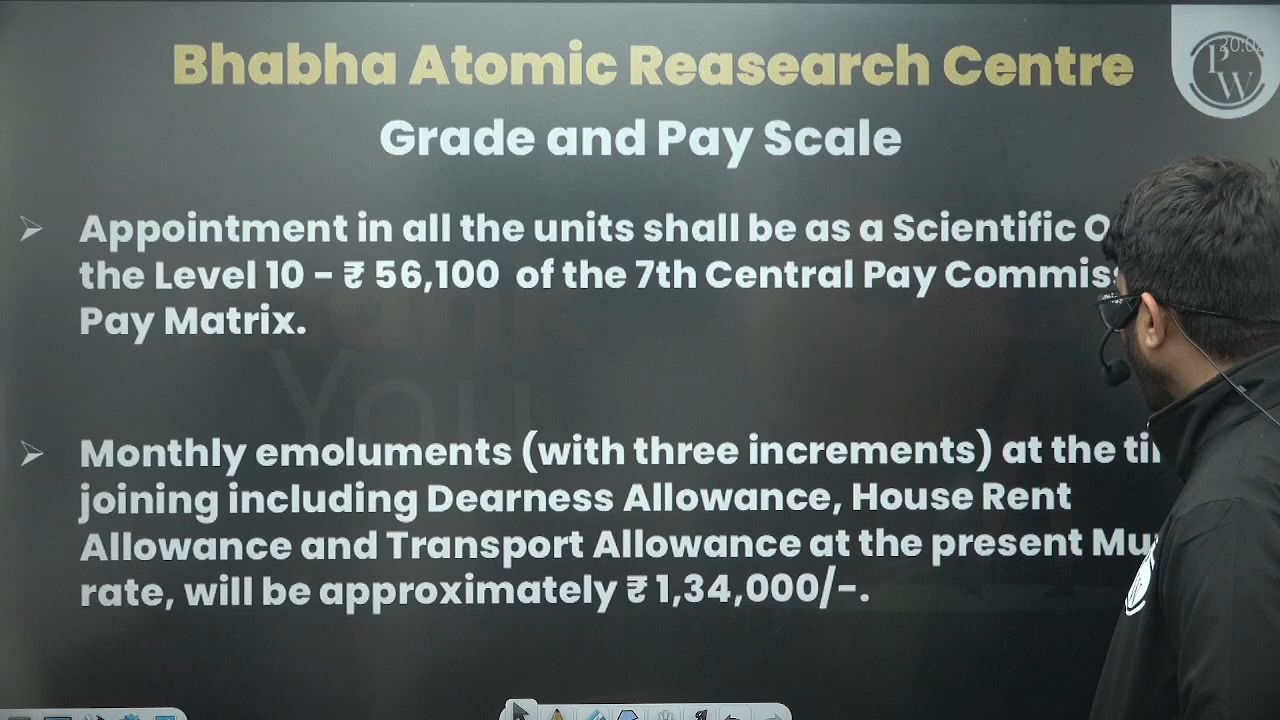 Bhabha Atomic Reasearch Centre
PW
Grade and Pay Scale
Appointment in all the units shall be as a Scientific
the Level 10 – ₹ 56,100 of the 7th Central Pay
Pay Matrix.
You
Monthly emoluments (with three increments) at the
joining including Dearness Allowance, House Rent
Allowance and Transport Allowance at the present
rate, will be approximately ₹ 1,34,000/-.